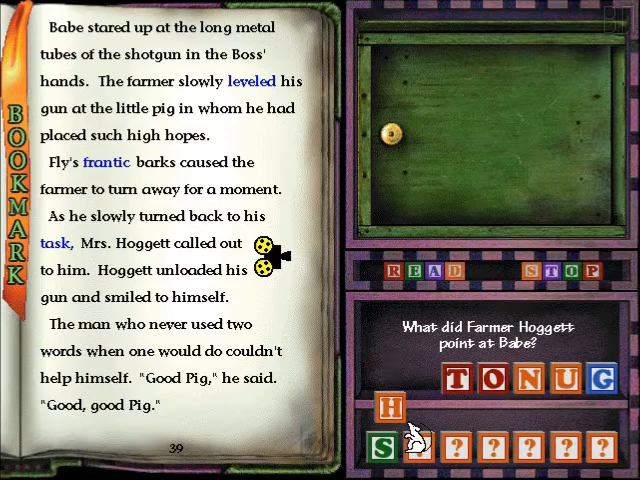 Babe stared up at the long metal
tubes of the shotgun in the Boss'
hands. The farmer slowly leveled his
gun at the little pig in whom he had
placed such high hopes.
Fly's frantic barks caused the
farmer to turn away for a moment.
As he slowly turned back to his
task, Mrs. Hoggett called out
to him. Hoggett unloaded his
gun and smiled to himself.
The man who never used two
words when one would do couldn't
help himself. "Good Pig," he said.
"Good, good Pig."
39
BOOKMARK
READ STOP
What did Farmer Hoggett
point at Babe?
T O N U G
H
S ? ? ? ? ? ?